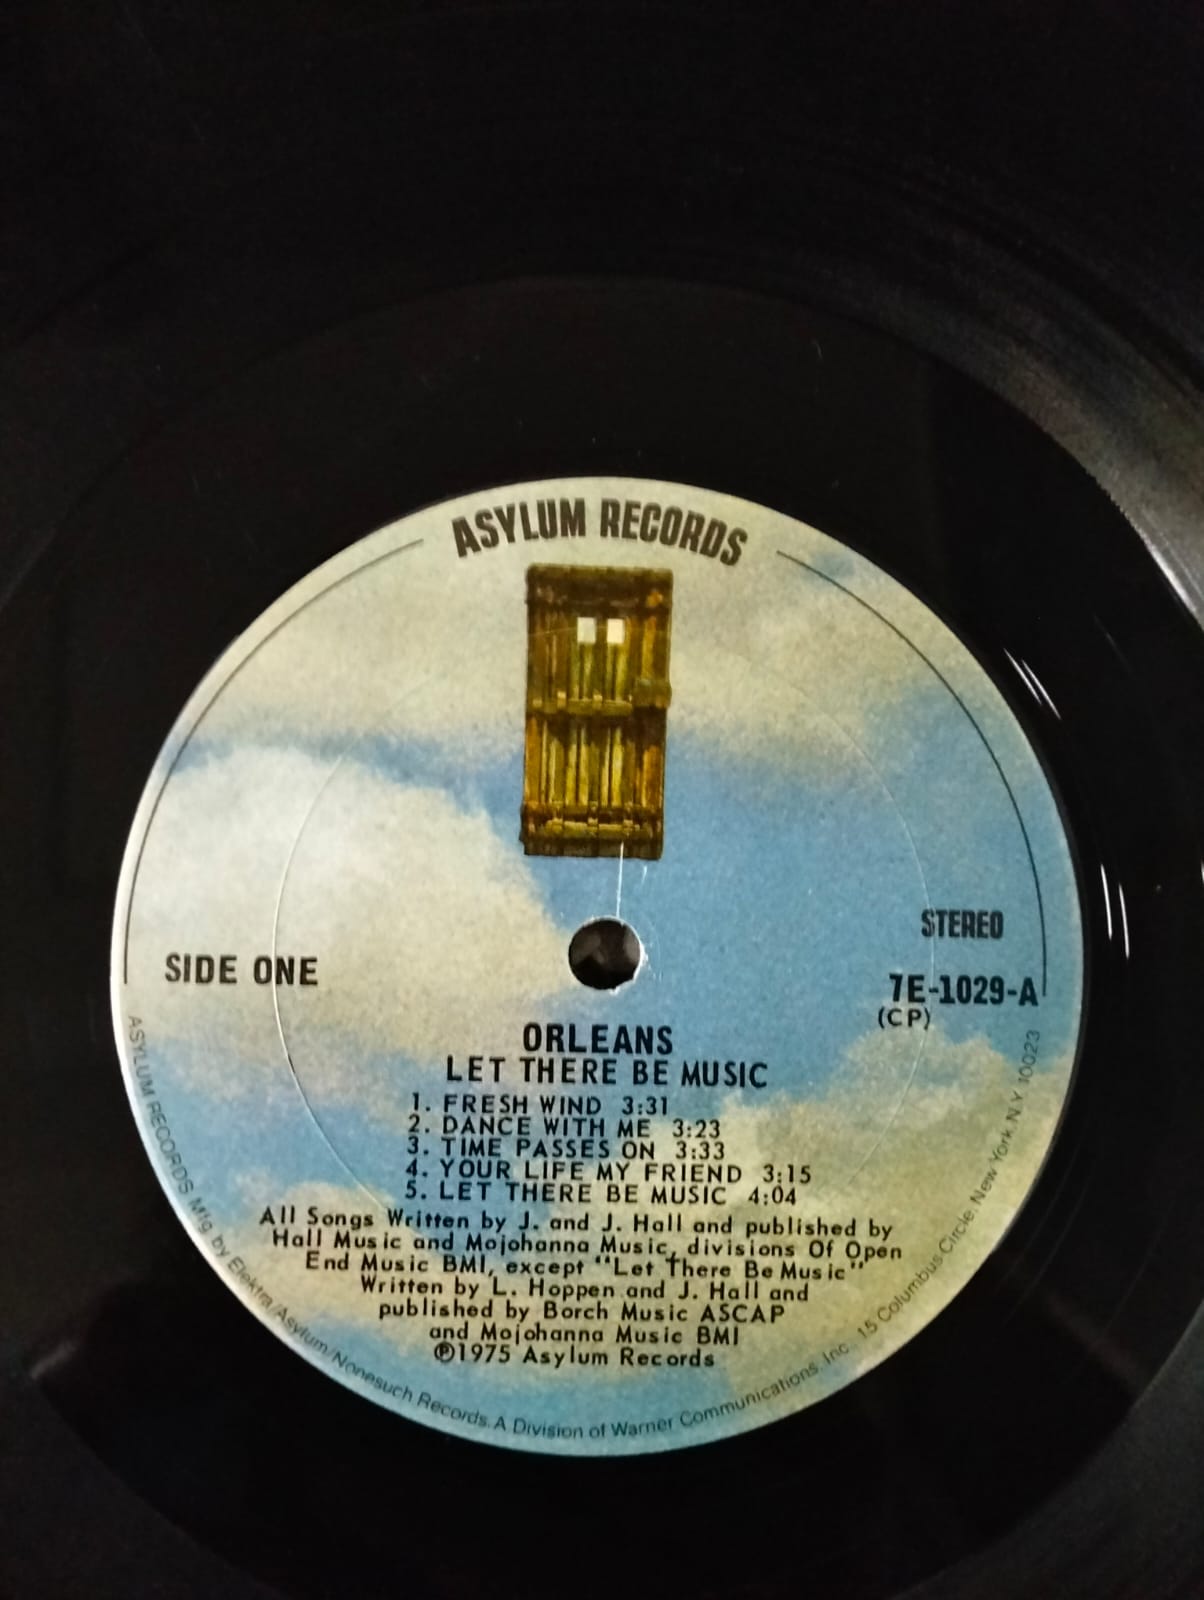 ASYLUM RECORDS
STEREO
SIDE ONE
7E-1029-A
(CP)
ORLEANS
LET THERE BE MUSIC
1. FRESH WIND 3:31
2. DANCE WITH ME 3:23
3. TIME PASSES ON 3:33
4. YOUR LIFE MY FRIEND 3:15
5. LET THERE BE MUSIC 4:04
All Songs Written by J. and J. Hall and published by
Hall Music and Mojohanna Music, divisions Of Open
End Music BMI, except "Let There Be Music"
Written by L. Hoppen and J. Hall and
published by Borch Music ASCAP
and Mojohanna Music BMI
℗1975 Asylum Records
ASYLUM RECORDS Mfg. by Elektra/Asylum/Nonesuch Records. A Division of Warner Communications, Inc. 15 Columbus Circle, New York N.Y. 10023